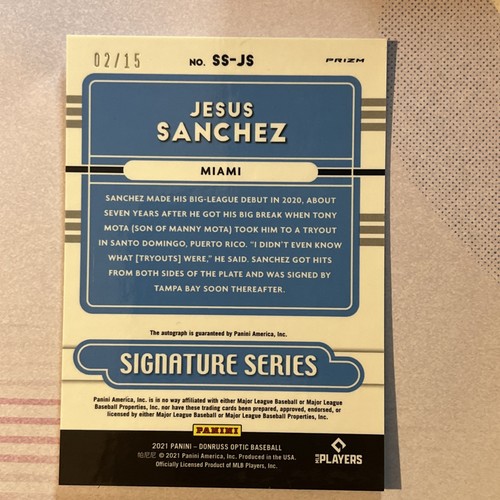 02/15
NO. SS-JS
PRIZM
JESUS
SANCHEZ
MIAMI
SANCHEZ MADE HIS BIG-LEAGUE DEBUT IN 2020, ABOUT
SEVEN YEARS AFTER HE GOT HIS BIG BREAK WHEN TONY
MOTA (SON OF MANNY MOTA) TOOK HIM TO A TRYOUT
IN SANTO DOMINGO, PUERTO RICO. "I DIDN'T EVEN KNOW
WHAT [TRYOUTS] WERE," HE SAID. SANCHEZ GOT HITS
FROM BOTH SIDES OF THE PLATE AND WAS SIGNED BY
TAMPA BAY SOON THEREAFTER.
The autograph is guaranteed by Panini America, Inc.
SIGNATURE SERIES
Panini America, Inc. is in no way affiliated with either Major League Baseball or Major League
Baseball Properties, Inc. nor have these trading cards been prepared, approved, endorsed, or
licensed by either Major League Baseball or Major League Baseball Properties, Inc.
PANINI
2021 PANINI – DONRUSS OPTIC BASEBALL
帕尼尼 © 2021 Panini America, Inc. Produced in the USA.
Officially Licensed Product of MLB Players, Inc.
MLB PLAYERS